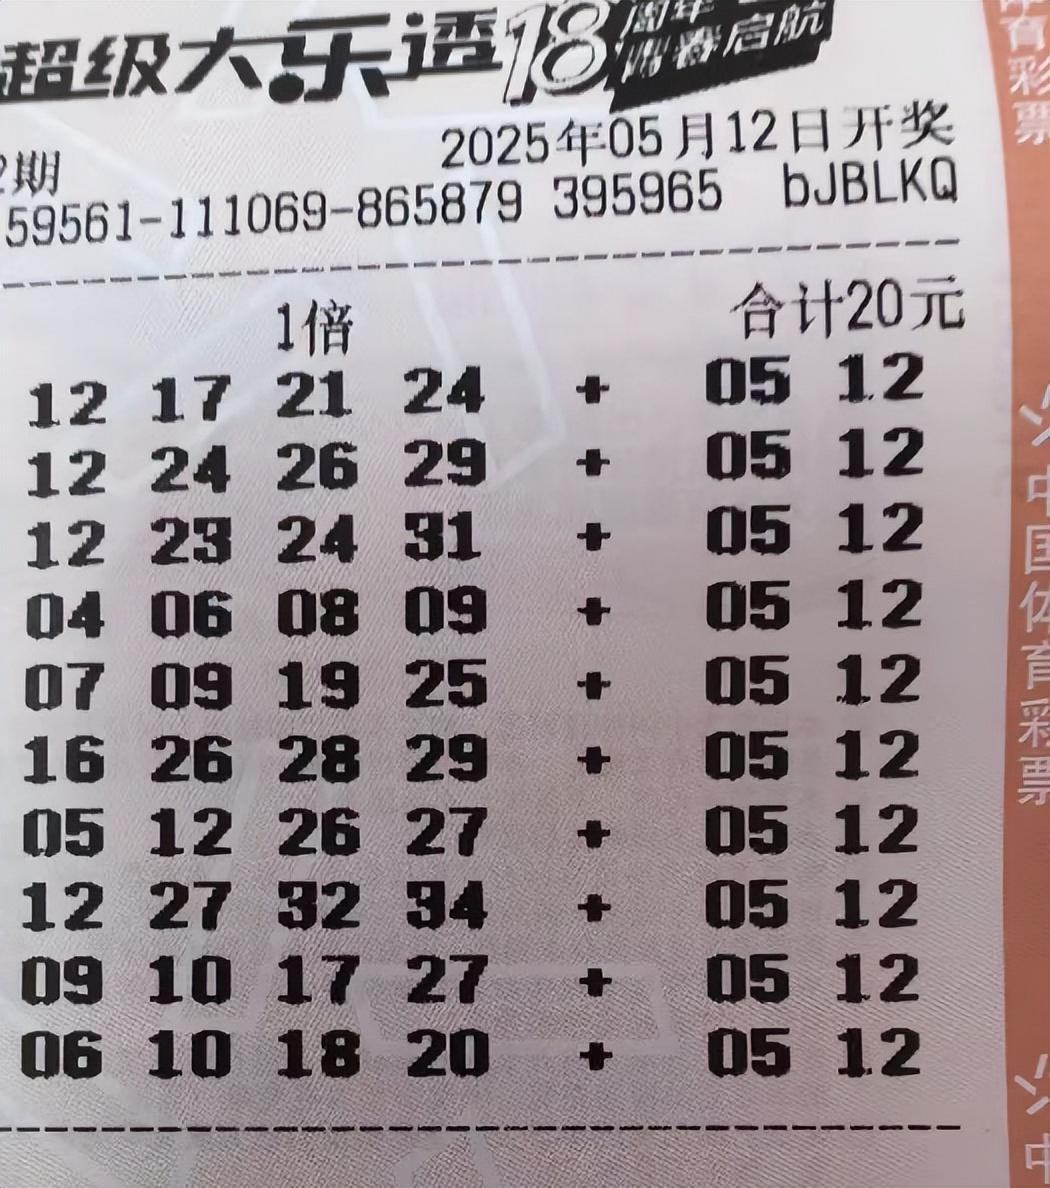 超级大乐透18周年
启航
2025年05月12日开奖
期
59561-111069-865879 395965 bJBLKQ
1倍 合计20元
12 17 21 24 + 05 12
12 24 26 29 + 05 12
12 23 24 31 + 05 12
04 06 08 09 + 05 12
07 09 19 25 + 05 12
16 26 28 29 + 05 12
05 12 26 27 + 05 12
12 27 32 34 + 05 12
09 10 17 27 + 05 12
06 10 18 20 + 05 12
育彩票
中国体育彩票
中